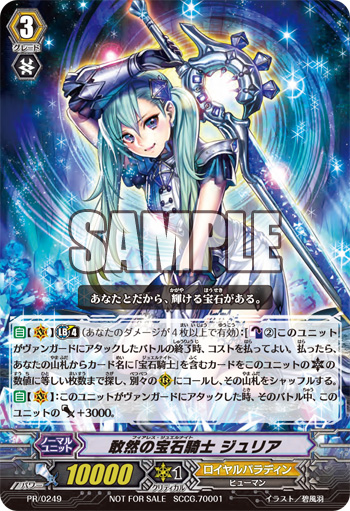 3
グレード
SAMPLE
あなたとだから、輝ける宝石がある。
自【V】LB4(あなたのダメージが4枚以上で有効):[②]このユニット
がヴァンガードにアタックしたバトルの終了時、コストを払ってよい。払ったら、
あなたの山札からカード名に「宝石騎士」を含むカードをこのユニットの★の
数値に等しい枚数まで探し、別々のRにコールし、その山札をシャッフルする。
自【V】:このユニットがヴァンガードにアタックした時、そのバトル中、こ
のユニットの+3000。
ノーマル
ユニット
フィアレス・ジュエルナイト
敢然の宝石騎士 ジュリア
パワー
10000
1
クリティカル
ロイヤルパラディン
ヒューマン
PR/0249
NOT FOR SALE
SCCG.70001
イラスト/碧風羽